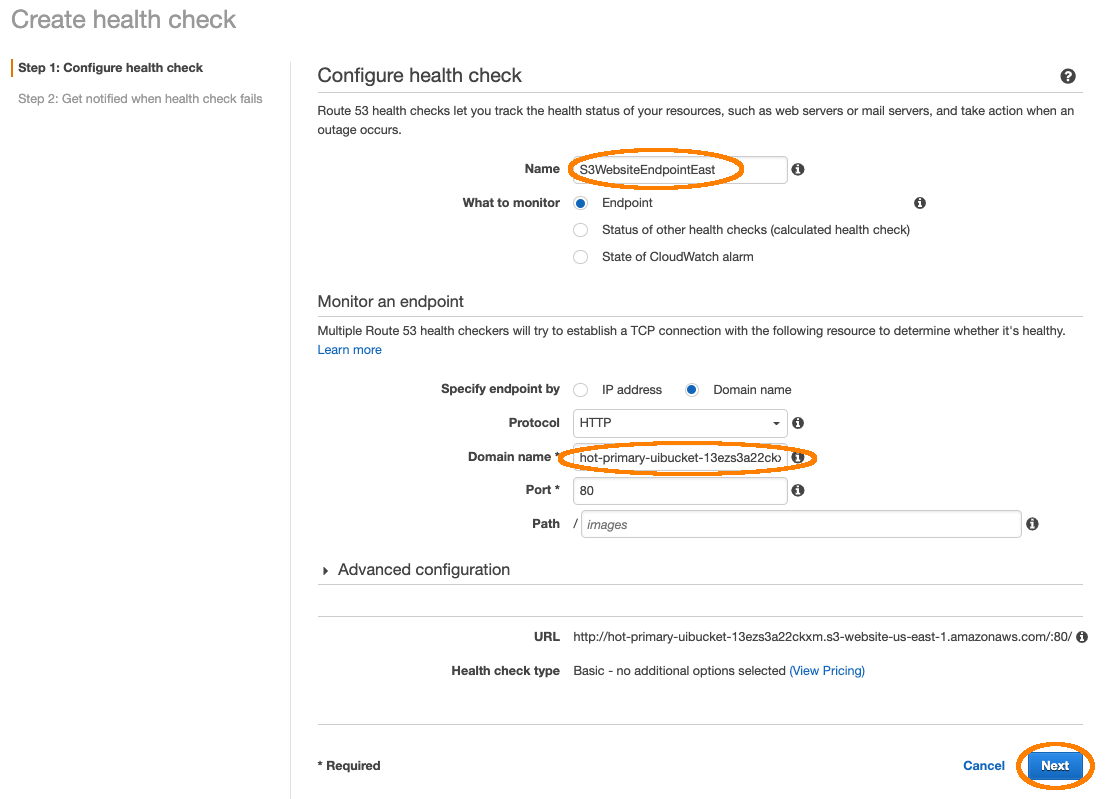 Create health check
Step 1: Configure health check
Step 2: Get notified when health check fails
Configure health check
Route 53 health checks let you track the health status of your resources, such as web servers or mail servers, and take action when an
outage occurs.
Name S3WebsiteEndpointEast
What to monitor Endpoint
Status of other health checks (calculated health check)
State of CloudWatch alarm
Monitor an endpoint
Multiple Route 53 health checkers will try to establish a TCP connection with the following resource to determine whether it's healthy.
Learn more
Specify endpoint by IP address Domain name
Protocol HTTP
Domain name * hot-primary-uibucket-13ezs3a22ckx
Port * 80
Path / images
Advanced configuration
URL http://hot-primary-uibucket-13ezs3a22ckxm.s3-website-us-east-1.amazonaws.com/:80/
Health check type Basic - no additional options selected (View Pricing)
* Required Cancel Next